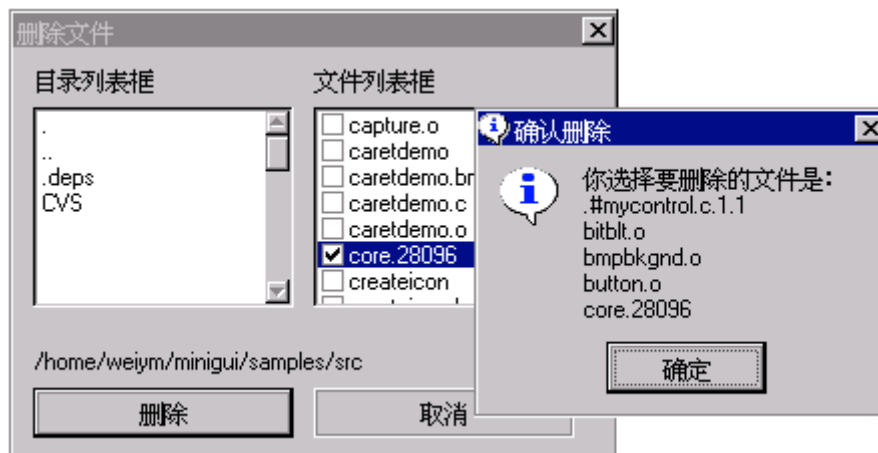 删除文件
目录列表框
.
..
.deps
CVS
文件列表框
capture.o
caretdemo
caretdemo.c
caretdemo.o
core.28096
createicon
/home/weiym/minigui/samples/src
删除
取消
确认删除
你选择要删除的文件是：
.#mycontrol.c.1.1
bitblt.o
bmpbkgnd.o
button.o
core.28096
确定